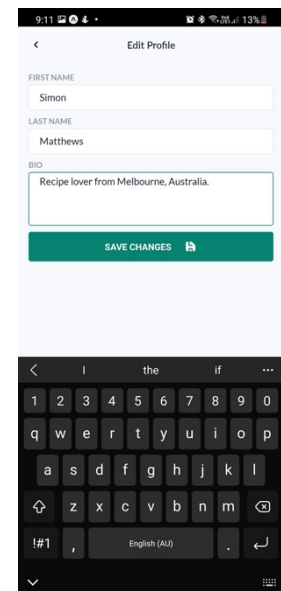 9:11 13%
Edit Profile
FIRST NAME
Simon
LAST NAME
Matthews
BIO
Recipe lover from Melbourne, Australia.
SAVE CHANGES
I the if
1 2 3 4 5 6 7 8 9 0
q w e r t y u i o p
a s d f g h j k l
z x c v b n m
!#1 , English (AU) .